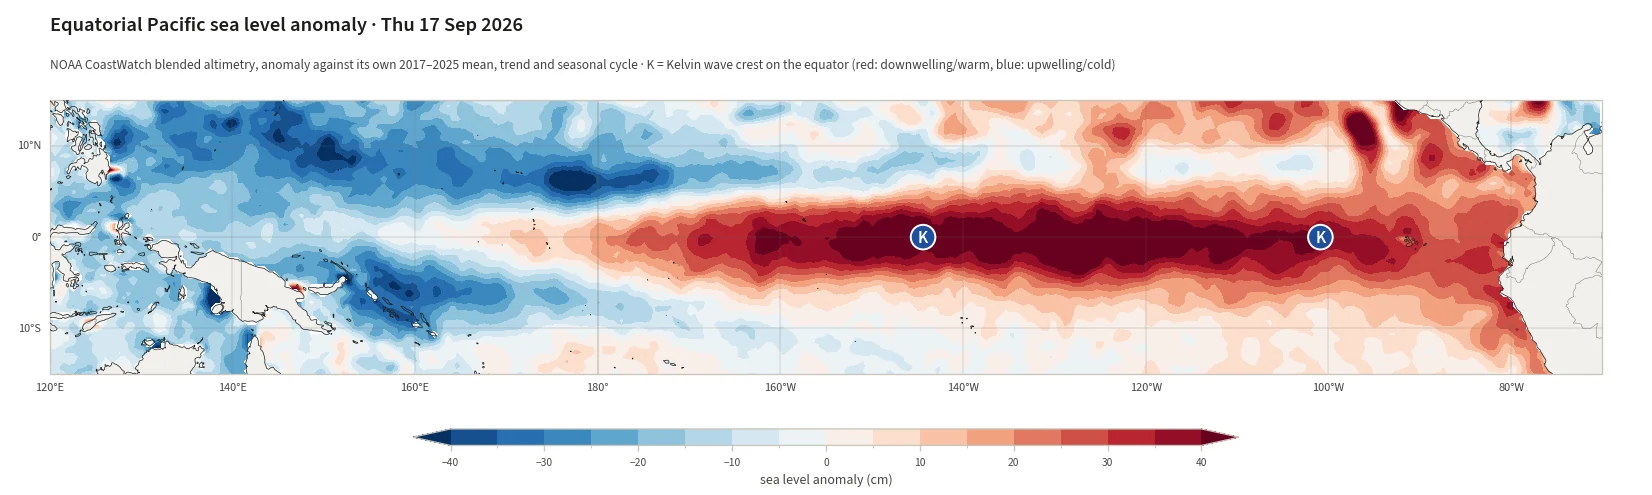 Equatorial Pacific sea level anomaly · Thu 17 Sep 2026
NOAA CoastWatch blended altimetry, anomaly against its own 2017–2025 mean, trend and seasonal cycle · K = Kelvin wave crest on the equator (red: downwelling/warm, blue: upwelling/cold)
10°N
0°
K K
10°S
120°E 140°E 160°E 180° 160°W 140°W 120°W 100°W 80°W
−40 −30 −20 −10 0 10 20 30 40
sea level anomaly (cm)